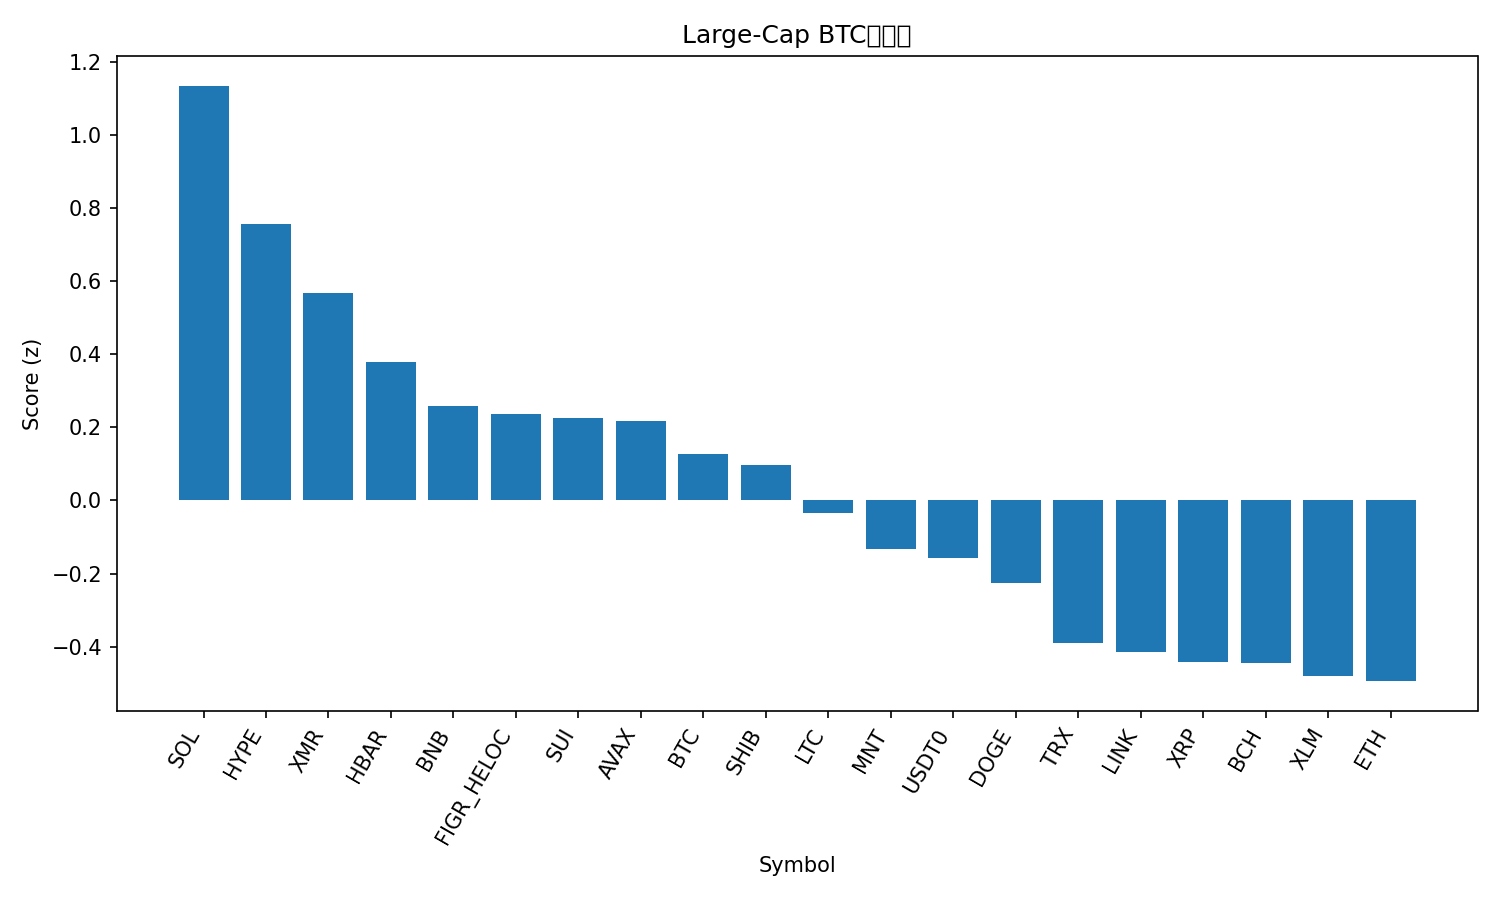 Large-Cap BTC
Score (z)
1.2
1.0
0.8
0.6
0.4
0.2
0.0
−0.2
−0.4
SOL
HYPE
XMR
HBAR
BNB
FIGR_HELOC
SUI
AVAX
BTC
SHIB
LTC
MNT
USDT0
DOGE
TRX
LINK
XRP
BCH
XLM
ETH
Symbol